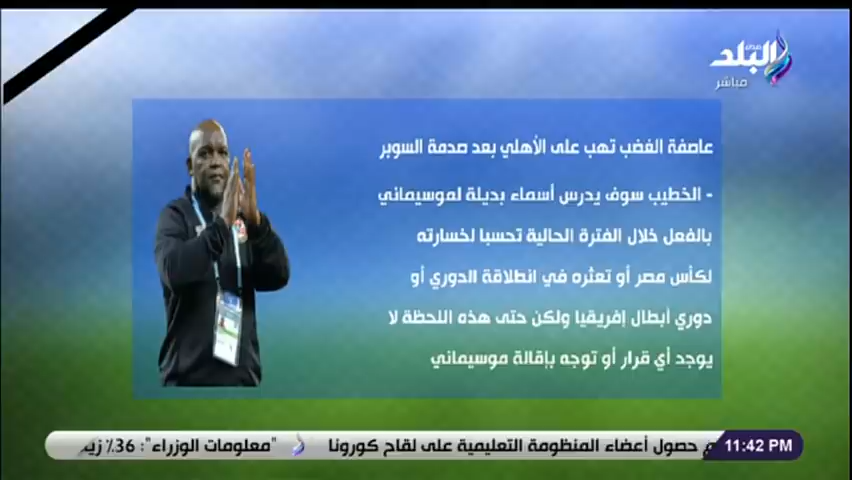 صدى
البلد
مباشر
عاصفة الغضب تهب على الأهلي بعد صدمة السوبر
- الخطيب سوف يدرس أسماء بديلة لموسيماني
بالفعل خلال الفترة الحالية تحسبا لخسارته
لكأس مصر أو تعثره في انطلاقة الدوري أو
دوري أبطال إفريقيا ولكن حتى هذه اللحظة لا
يوجد أي قرار أو توجه بإقالة موسيماني
11:42 PM م حصول أعضاء المنظومة التعليمية على لقاح كورونا "معلومات الوزراء": 36٪ زي